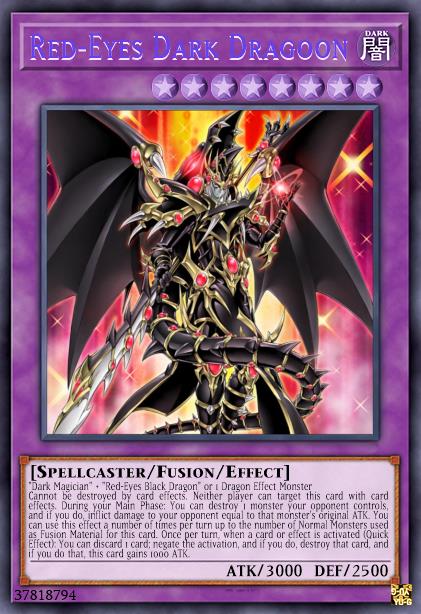 Red-Eyes Dark Dragoon
DARK
闇
[Spellcaster/Fusion/Effect]
"Dark Magician" + "Red-Eyes Black Dragon" or 1 Dragon Effect Monster
Cannot be destroyed by card effects. Neither player can target this card with card
effects. During your Main Phase: You can destroy 1 monster your opponent controls,
and if you do, inflict damage to your opponent equal to that monster's original ATK. You
can use this effect a number of times per turn up to the number of Normal Monsters used
as Fusion Material for this card. Once per turn, when a card or effect is activated (Quick
Effect): You can discard 1 card; negate the activation, and if you do, destroy that card, and
if you do that, this card gains 1000 ATK.
ATK/3000 DEF/2500
37818794